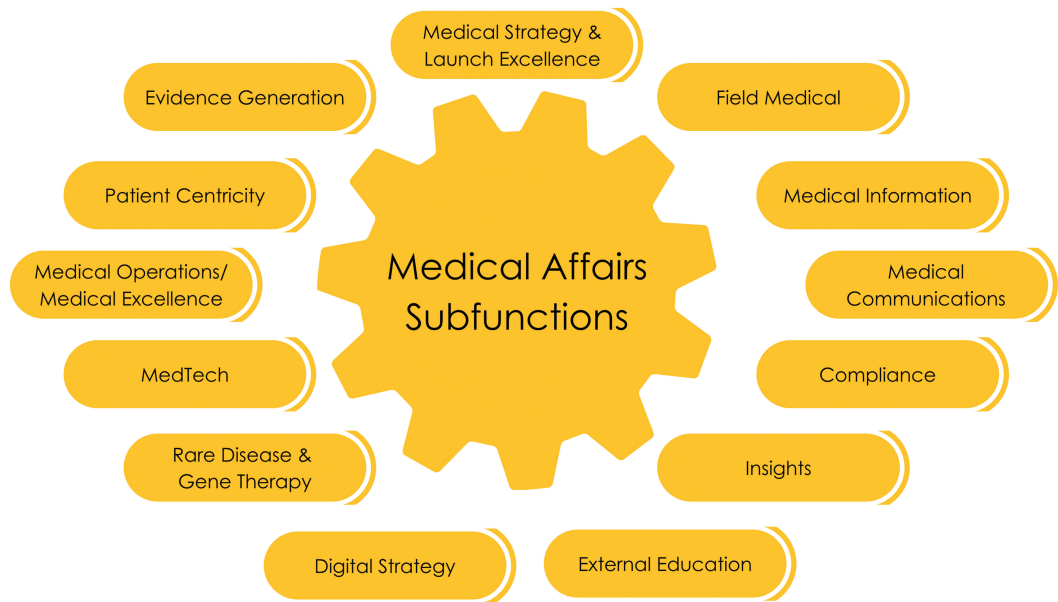 Medical Strategy &
Launch Excellence
Evidence Generation
Field Medical
Patient Centricity
Medical Information
Medical Operations/
Medical Excellence
Medical Affairs
Subfunctions
Medical
Communications
MedTech
Compliance
Rare Disease &
Gene Therapy
Insights
Digital Strategy
External Education